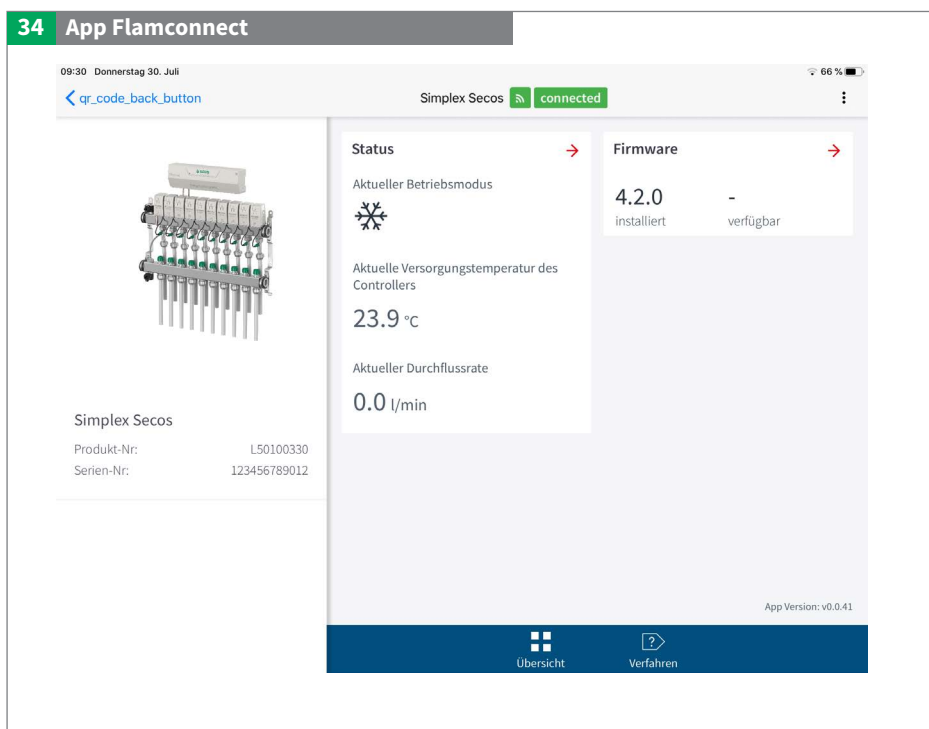 34 App Flamconnect
09:30 Donnerstag 30. Juli
66 %
qr_code_back_button
Simplex Secos
connected
Simplex Secos
Produkt-Nr: L50100330
Serien-Nr: 123456789012
Status
Aktueller Betriebsmodus
Aktuelle Versorgungstemperatur des
Controllers
23.9 °C
Aktueller Durchflussrate
0.0 l/min
Firmware
4.2.0 -
installiert verfügbar
App Version: v0.0.41
Übersicht
? Verfahren